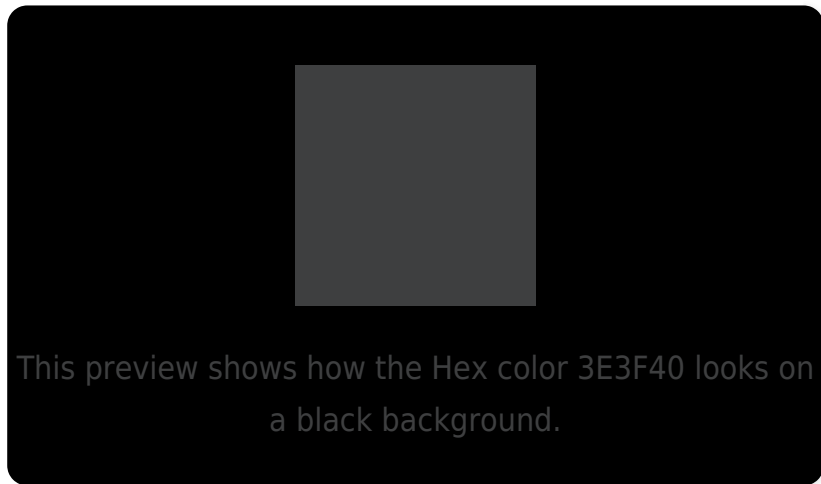 This preview shows how the Hex color 3E3F40 looks on
a black background.